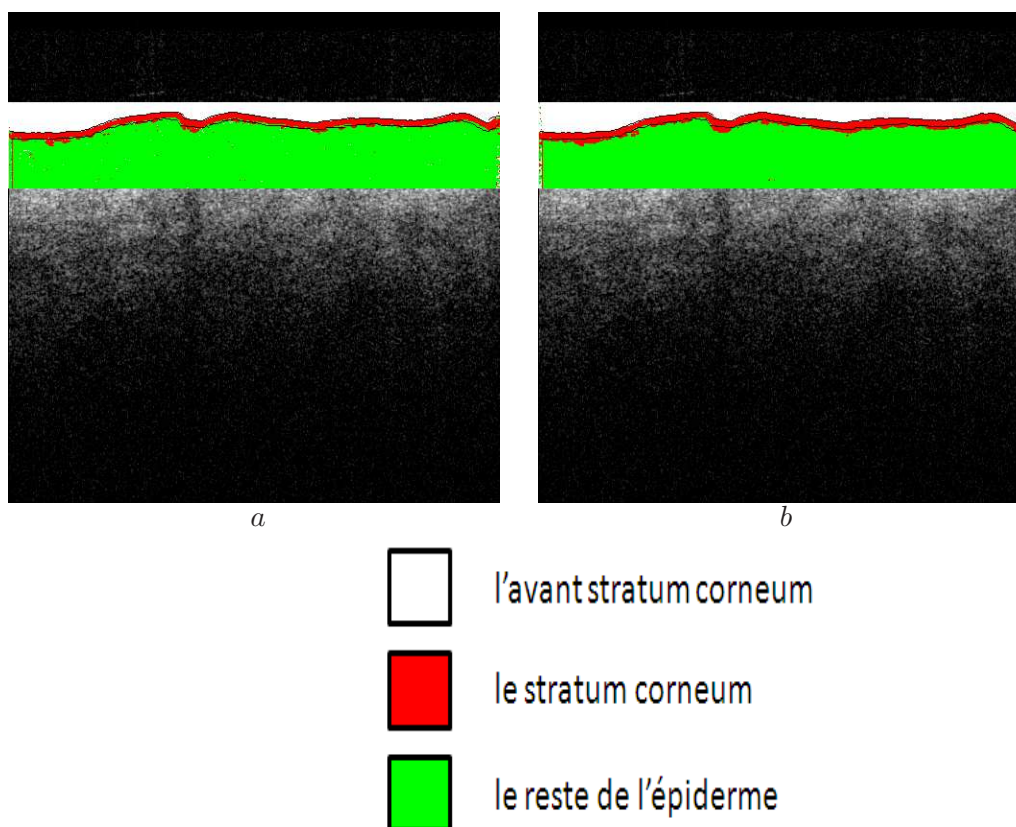 a b
l'avant stratum corneum
le stratum corneum
le reste de l'épiderme